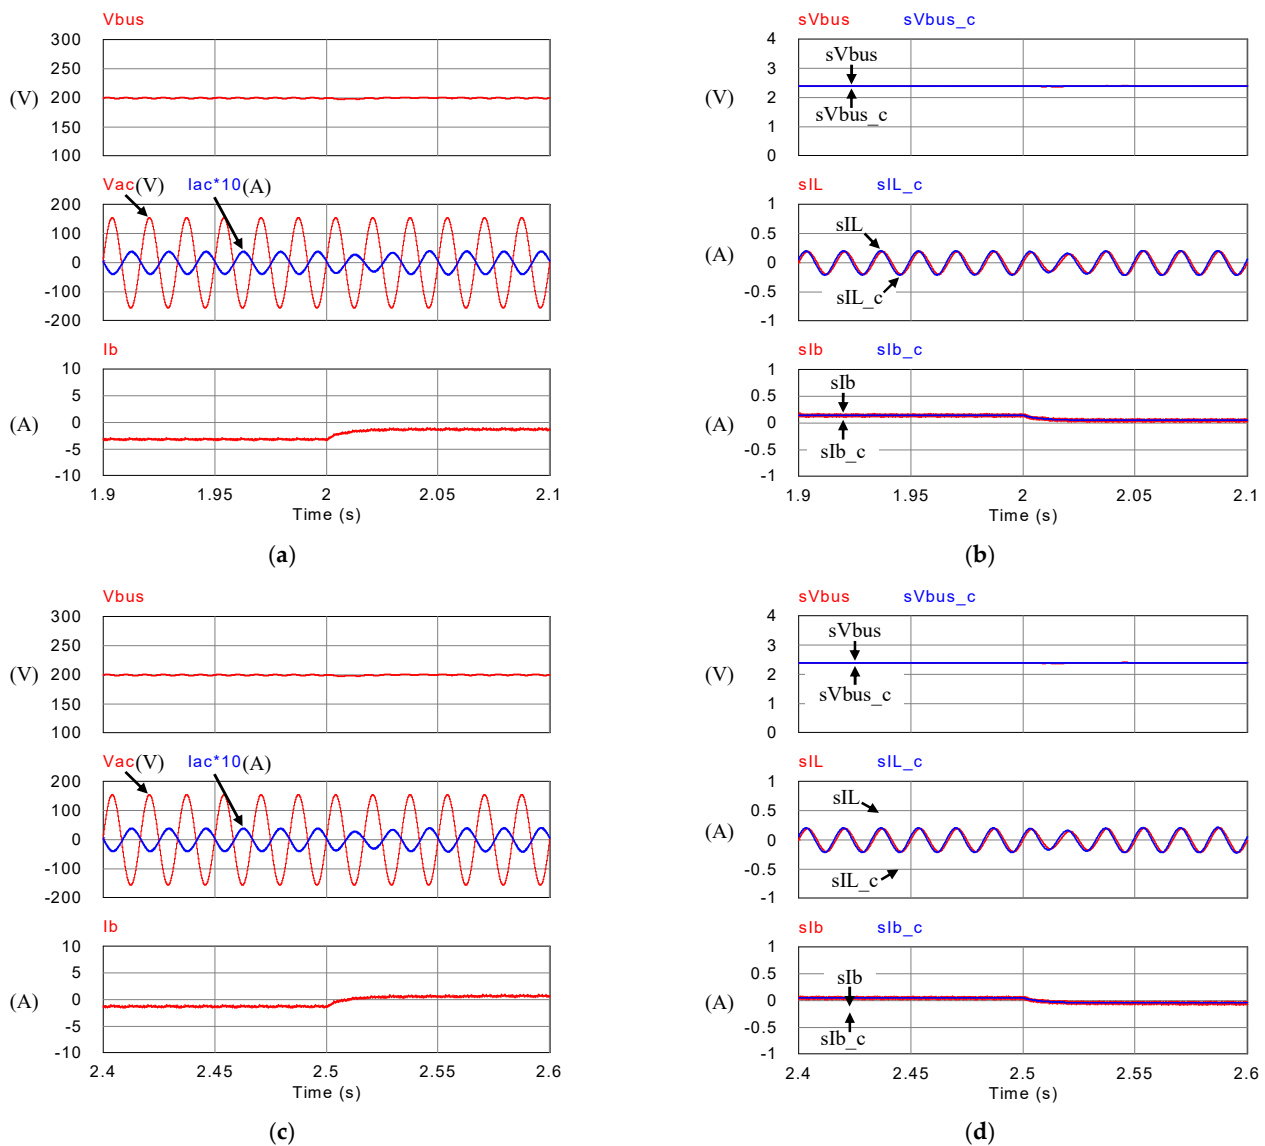 Vbus
300
250
(V) 200
150
100
Vac(V) Iac*10(A)
200
100
0
-100
-200
Ib
10
5
(A) 0
-5
-10
1.9 1.95 2 2.05 2.1
Time (s)
(a)
sVbus sVbus_c
4
sVbus
3
(V) 2
sVbus_c
1
0
sIL sIL_c
1
sIL
0.5
(A) 0
sIL_c
-0.5
-1
sIb sIb_c
1
sIb
0.5
(A) 0
sIb_c
-0.5
-1
1.9 1.95 2 2.05 2.1
Time (s)
(b)
Vbus
300
250
(V) 200
150
100
Vac(V) Iac*10(A)
200
100
0
-100
-200
Ib
10
5
(A) 0
-5
-10
2.4 2.45 2.5 2.55 2.6
Time (s)
(c)
sVbus sVbus_c
4
sVbus
3
(V) 2
sVbus_c
1
0
sIL sIL_c
1
sIL
0.5
(A) 0
sIL_c
-0.5
-1
sIb sIb_c
1
sIb
0.5
(A) 0
sIb_c
-0.5
-1
2.4 2.45 2.5 2.55 2.6
Time (s)
(d)